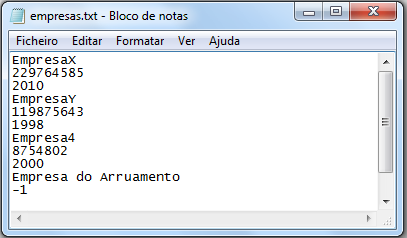 empresas.txt - Bloco de notas
Ficheiro Editar Formatar Ver Ajuda
EmpresaX
229764585
2010
EmpresaY
119875643
1998
Empresa4
8754802
2000
Empresa do Arruamento
-1